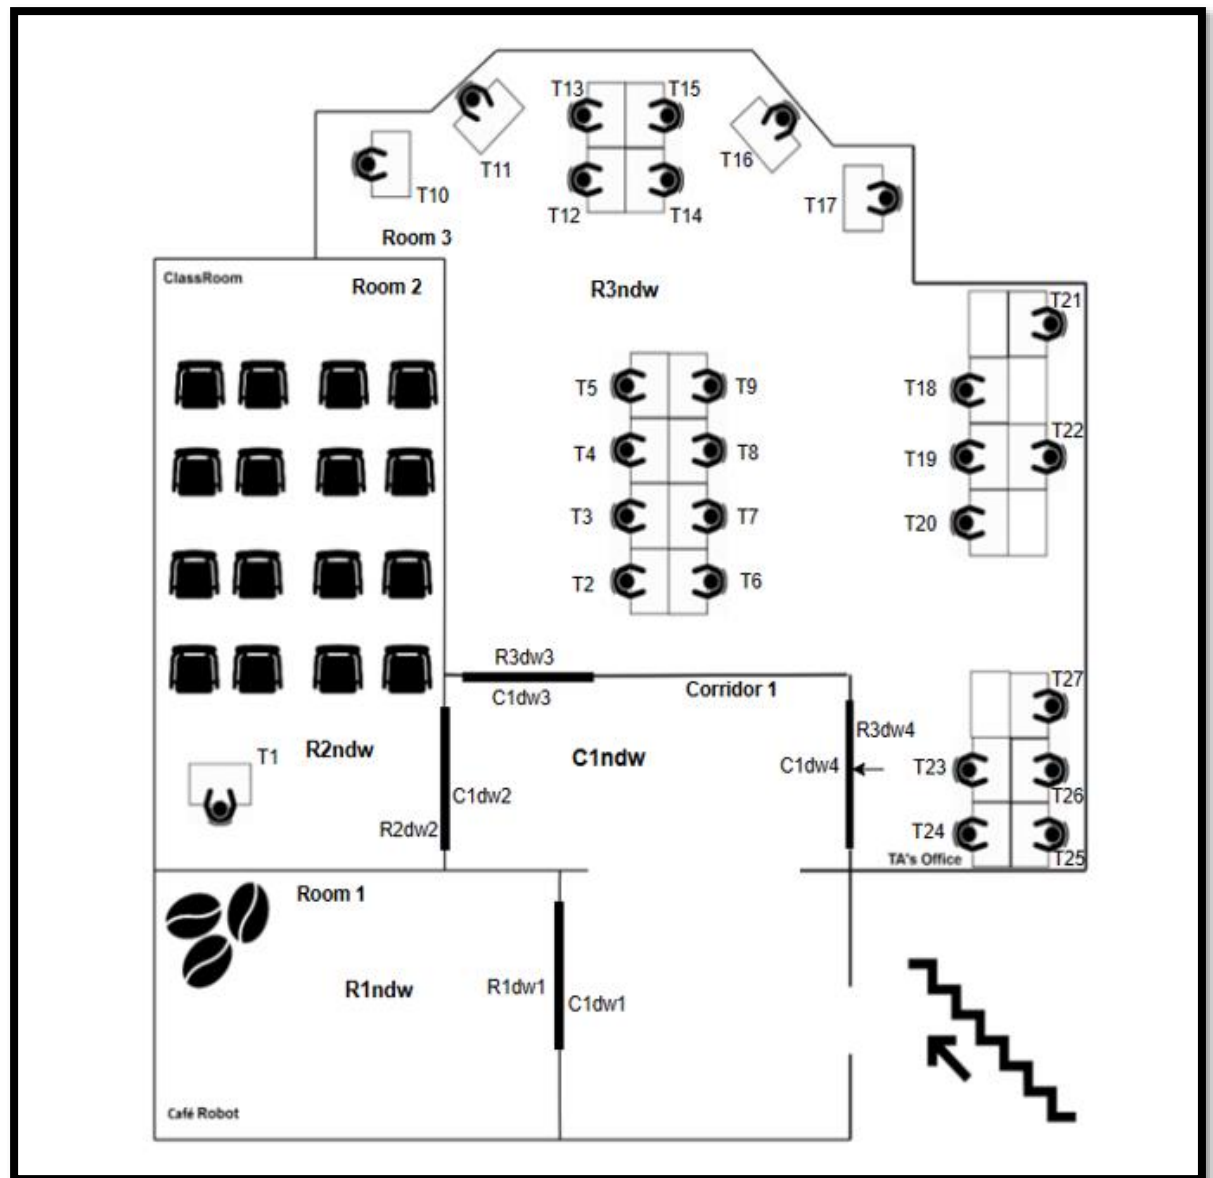 T13
T15
T11
T16
T10
T12
T14
T17
Room 3
ClassRoom
Room 2
R3ndw
T21
T5
T9
T18
T22
T4
T8
T19
T3
T7
T20
T2
T6
R3dw3
C1dw3
Corridor 1
T27
R3dw4
T1
R2ndw
C1ndw
C1dw4
T23
C1dw2
T26
R2dw2
T24
TA's Office
T25
Room 1
R1ndw
R1dw1
C1dw1
Café Robot